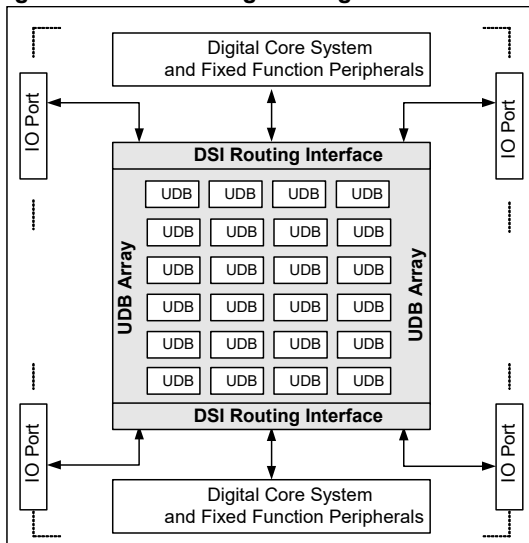 Digital Core System
and Fixed Function Peripherals
IO Port
IO Port
DSI Routing Interface
UDB UDB UDB UDB
UDB UDB UDB UDB
UDB UDB UDB UDB
UDB UDB UDB UDB
UDB UDB UDB UDB
UDB UDB UDB UDB
UDB Array
UDB Array
DSI Routing Interface
IO Port
IO Port
Digital Core System
and Fixed Function Peripherals